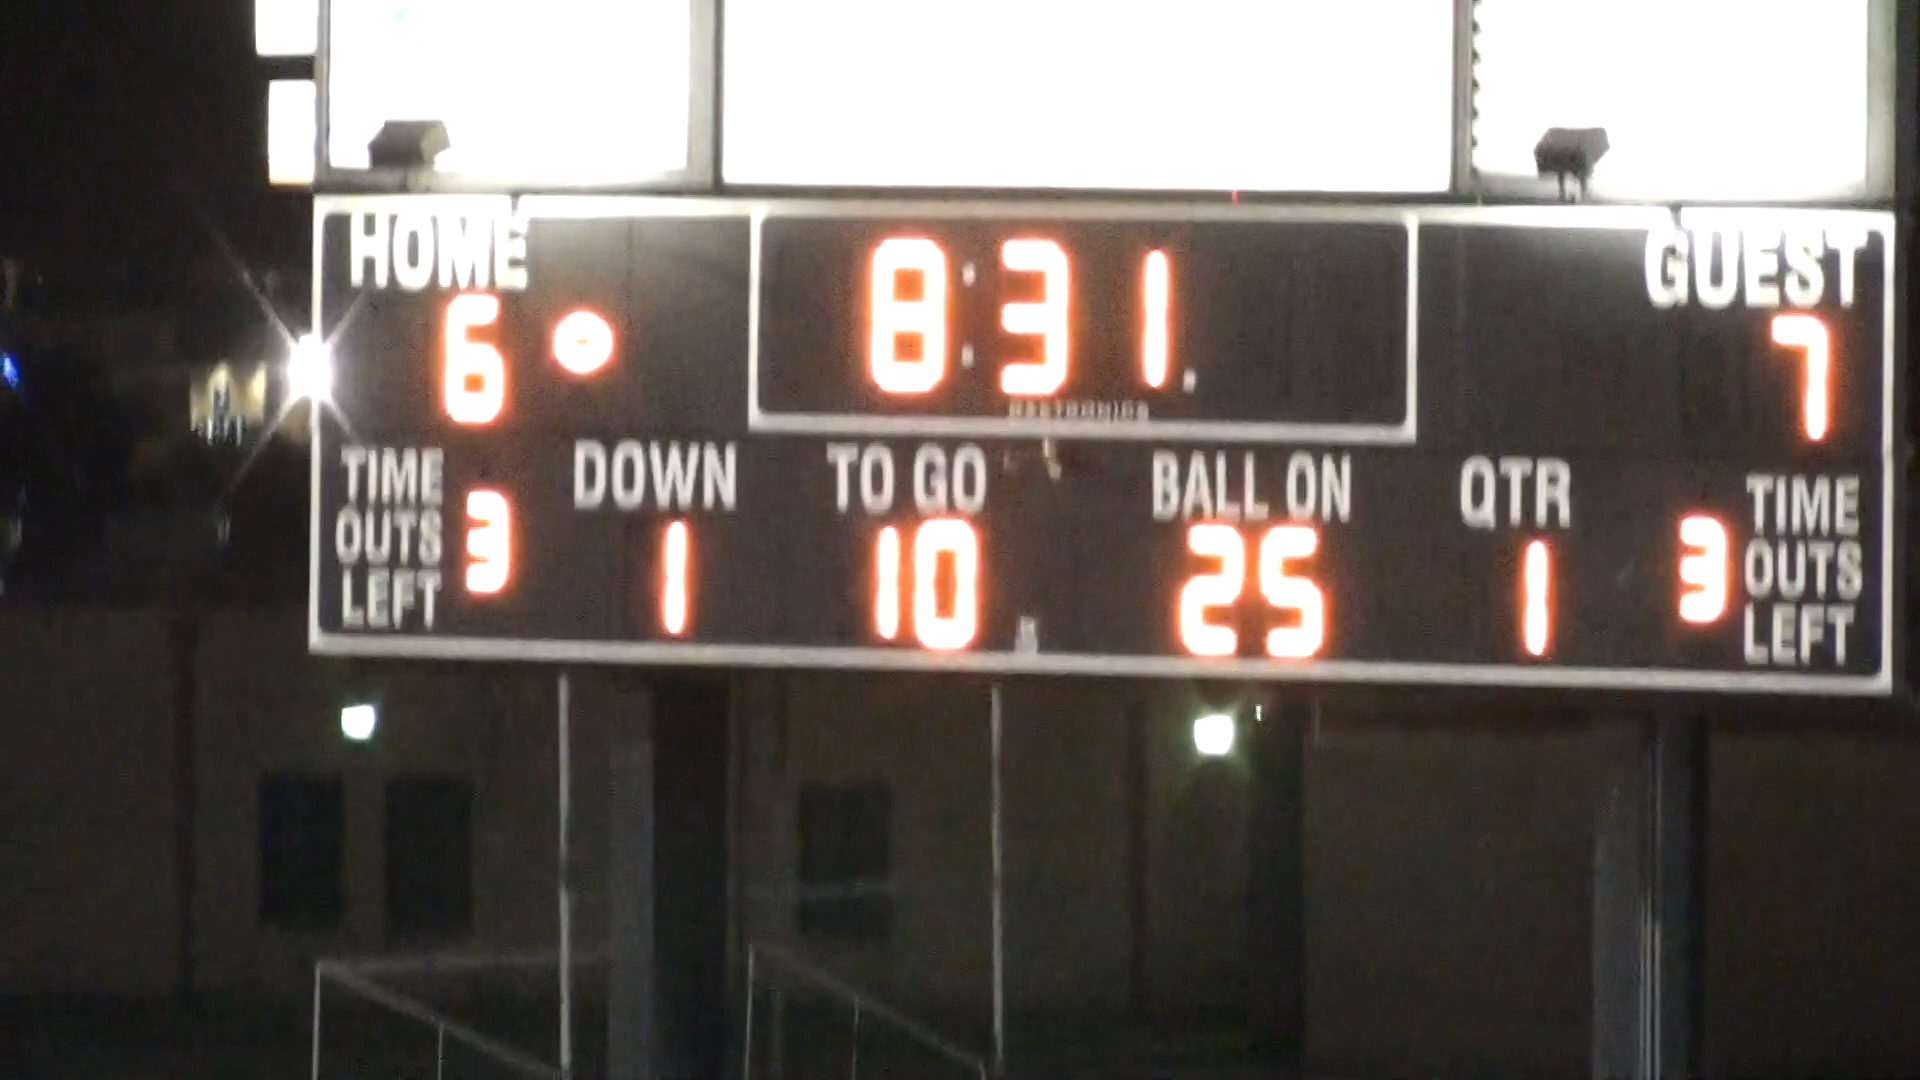 HOME 8:31 GUEST
6 7
DAKTRONICS
TIME OUTS LEFT 3
DOWN 1
TO GO 10
BALL ON 25
QTR 1
3 TIME OUTS LEFT